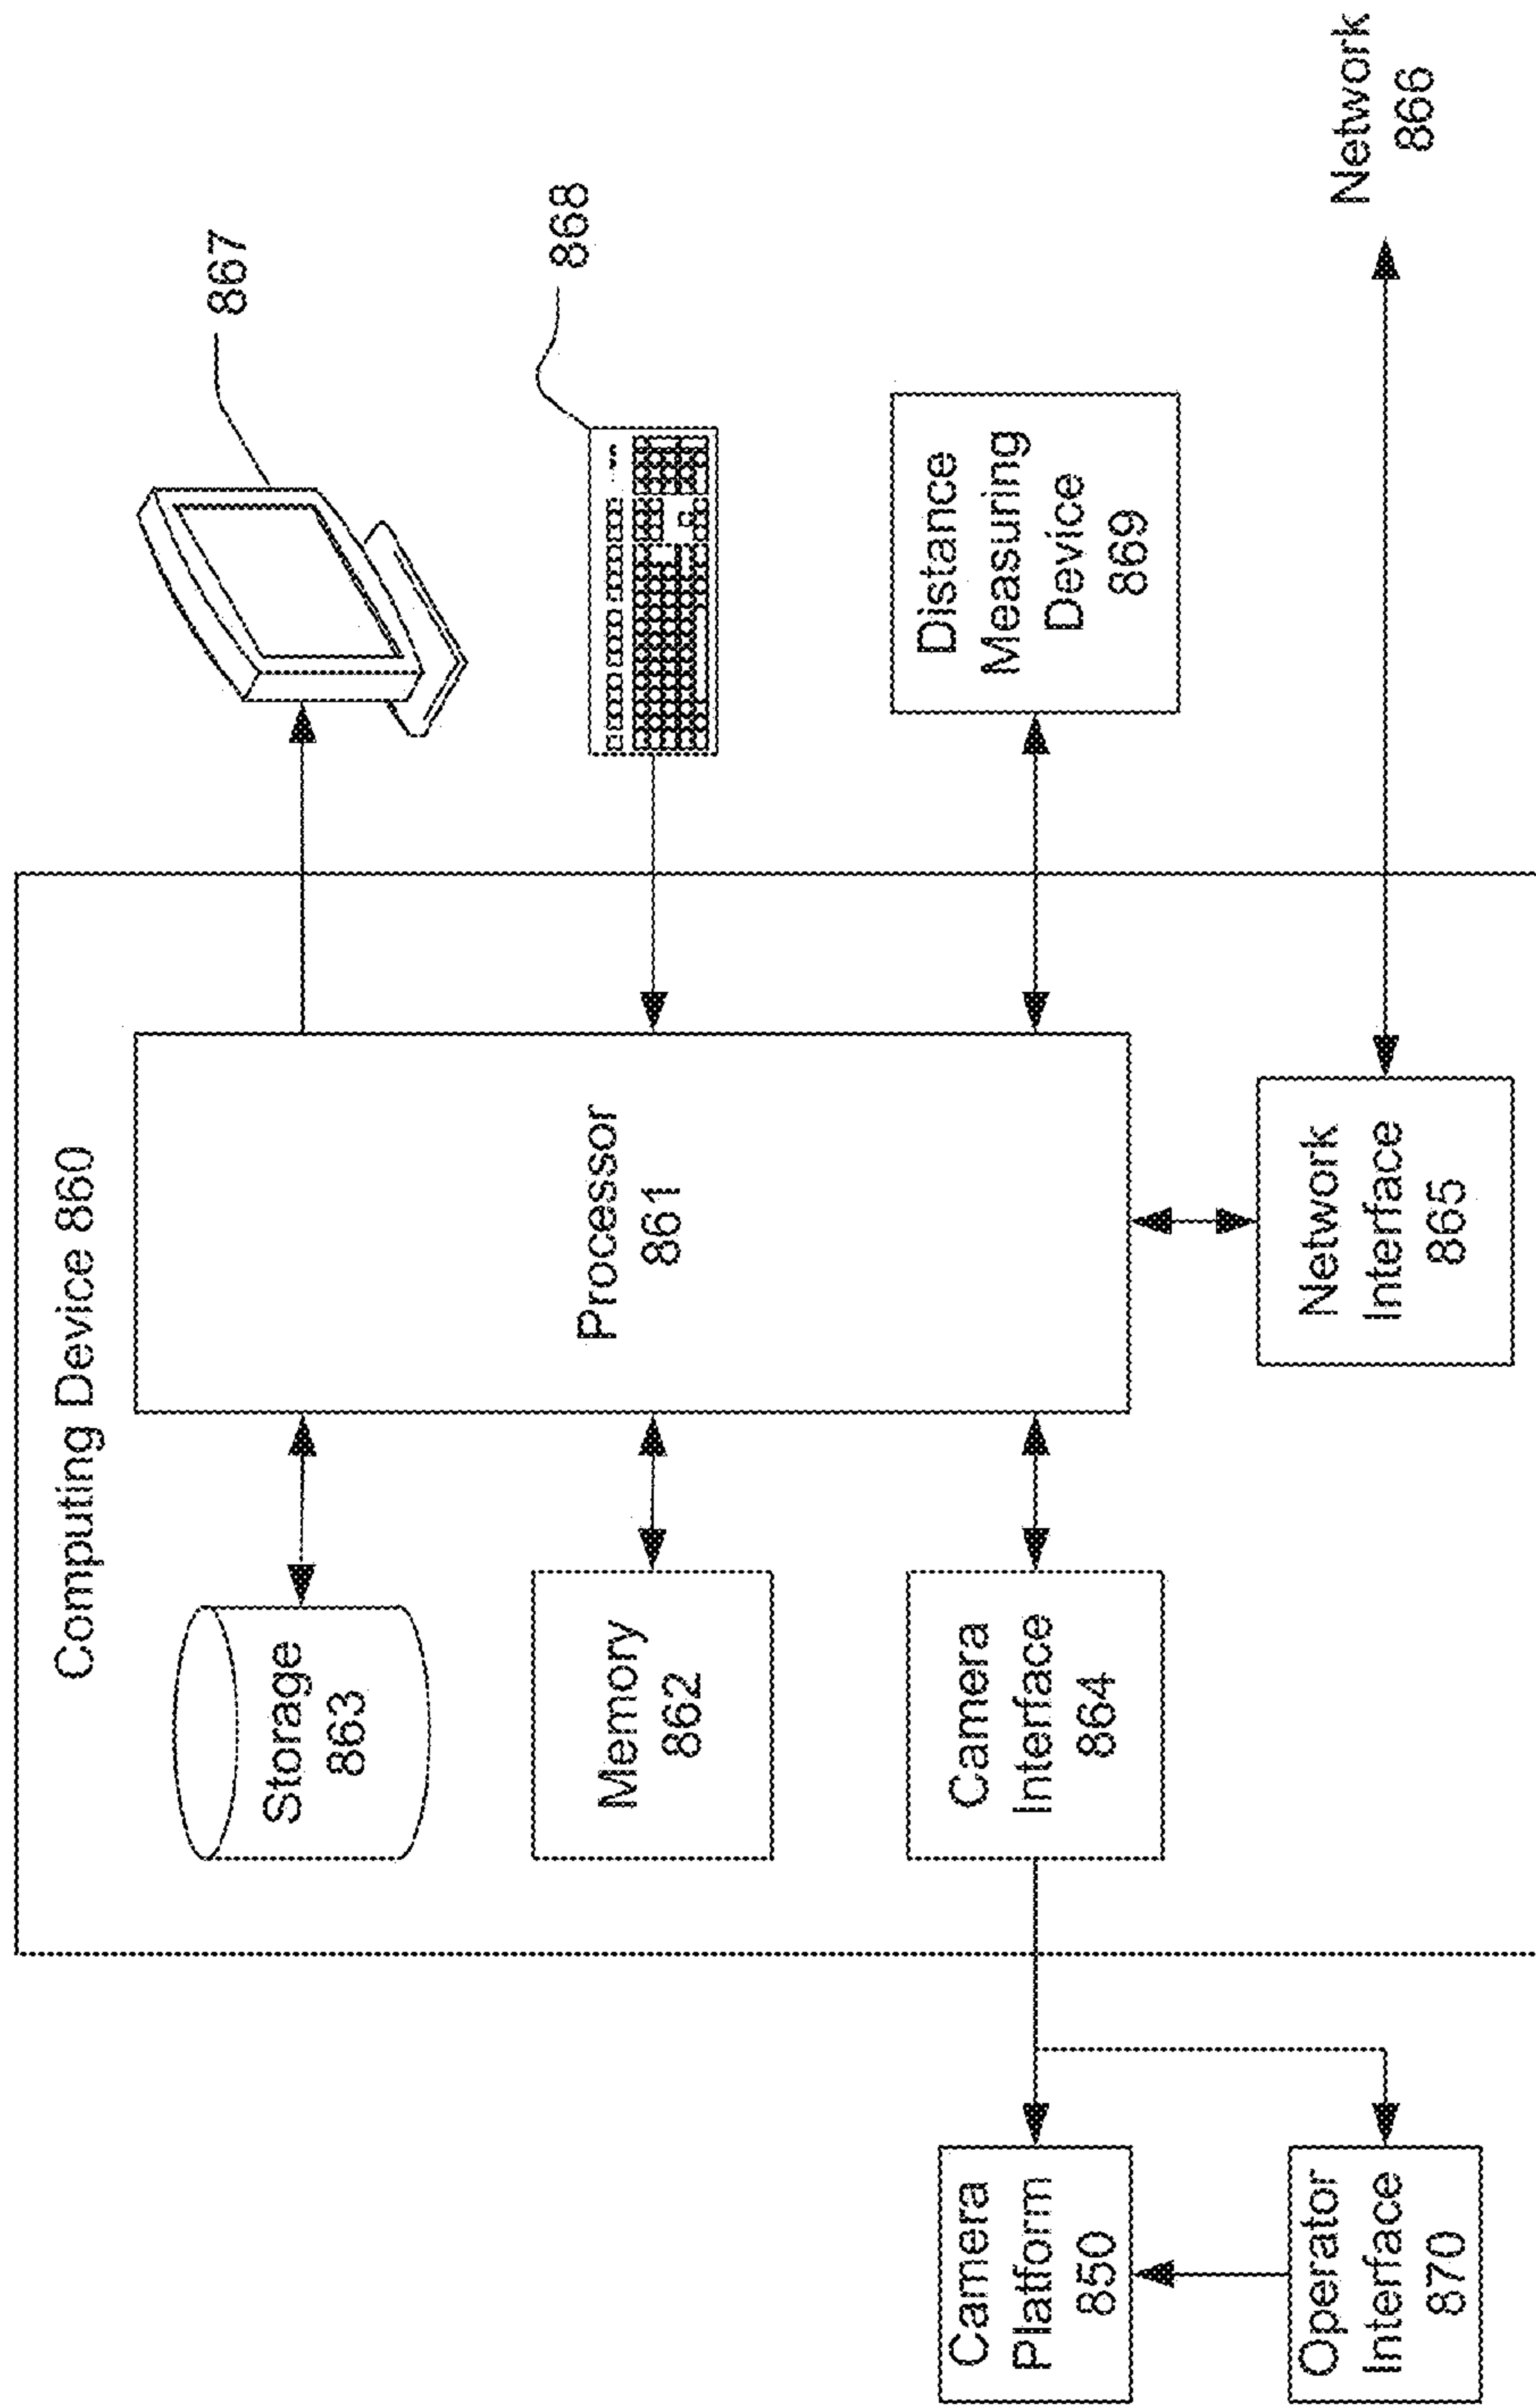 Computing Device 860
Storage
863
Memory
862
Camera
Interface
864
Processor
861
Network
Interface
865
867
868
Distance
Measuring
Device
869
Network
866
Camera
Platform
850
Operator
Interface
870